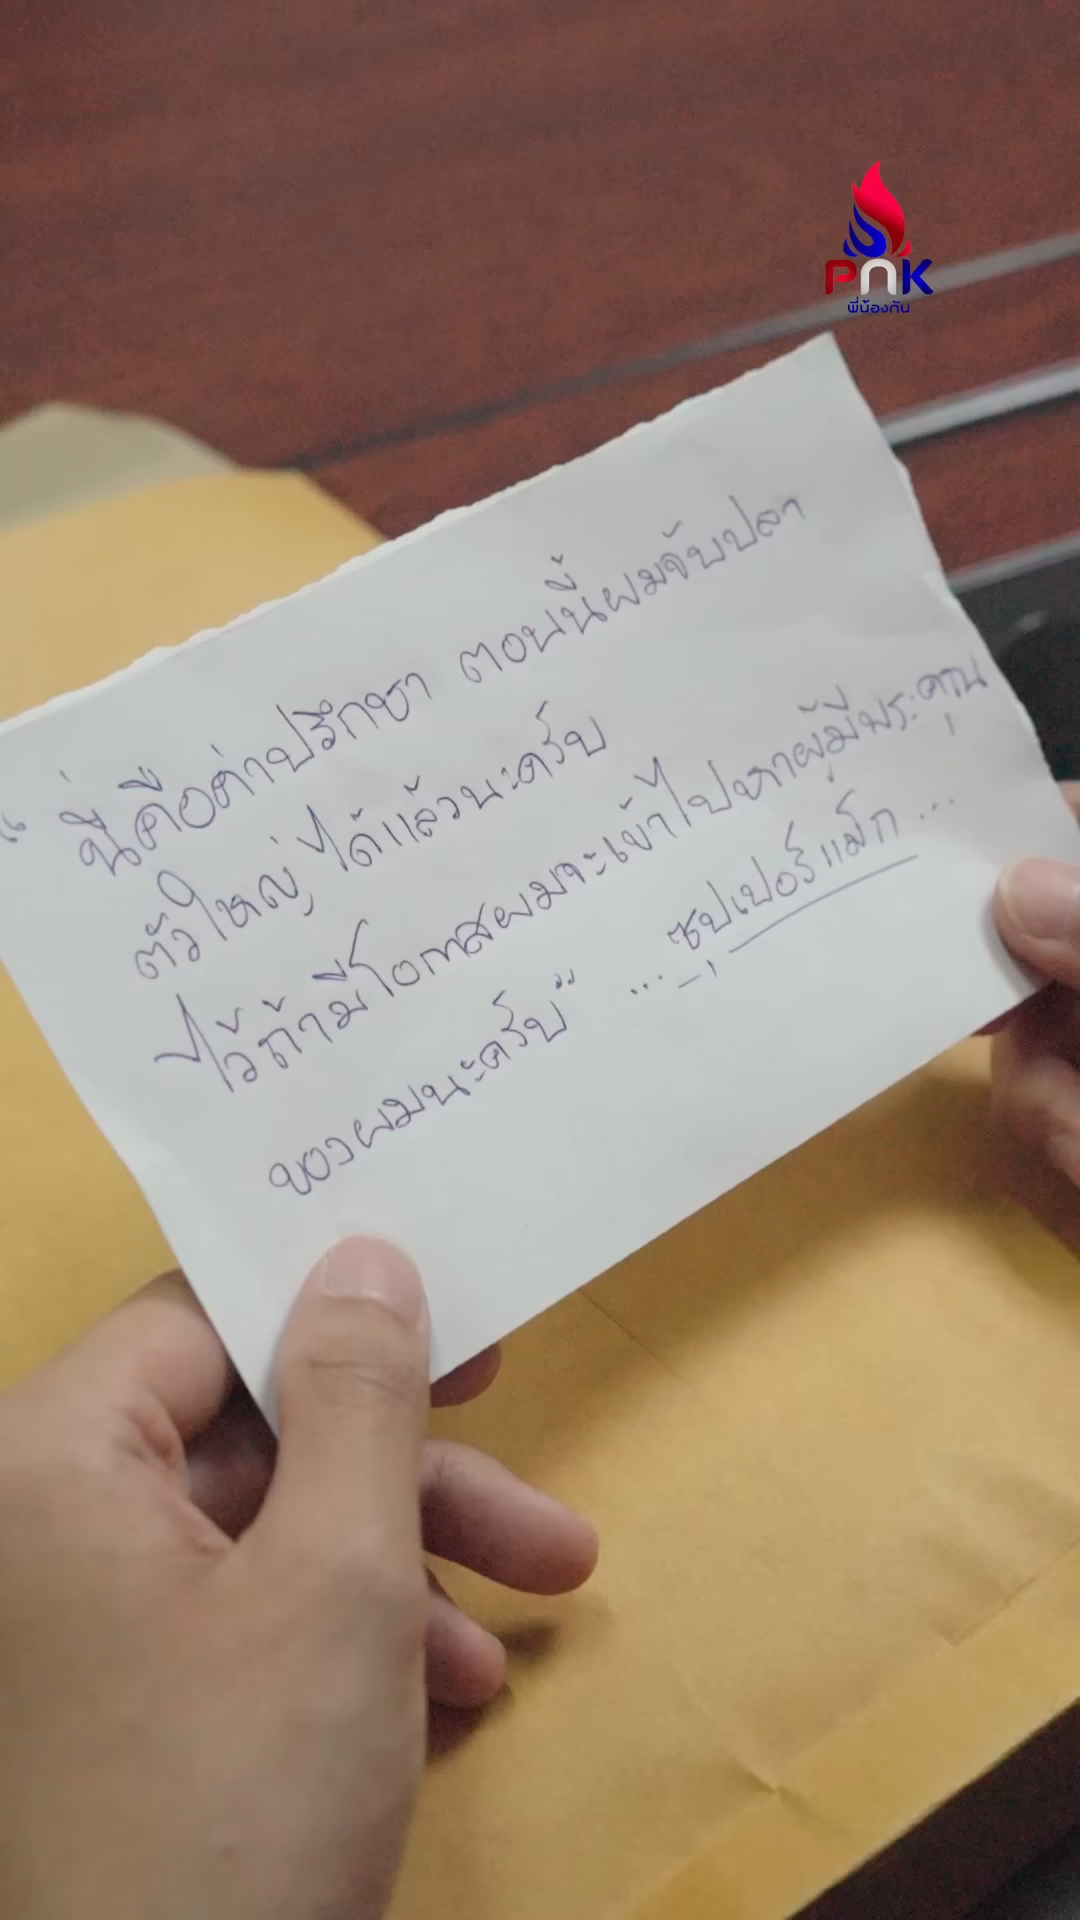 PNK
พี่น้องกัน
“ นี่คือค่าปรึกษา ตอนนี้ผมจับปลา
ตัวใหญ่ ได้แล้วนะครับ
ไว้ถ้ามีโอกาสผมจะเข้าไปหาผู้มีพระคุณ
ของผมนะครับ” ... ซุปเปอร์แม็ก ...